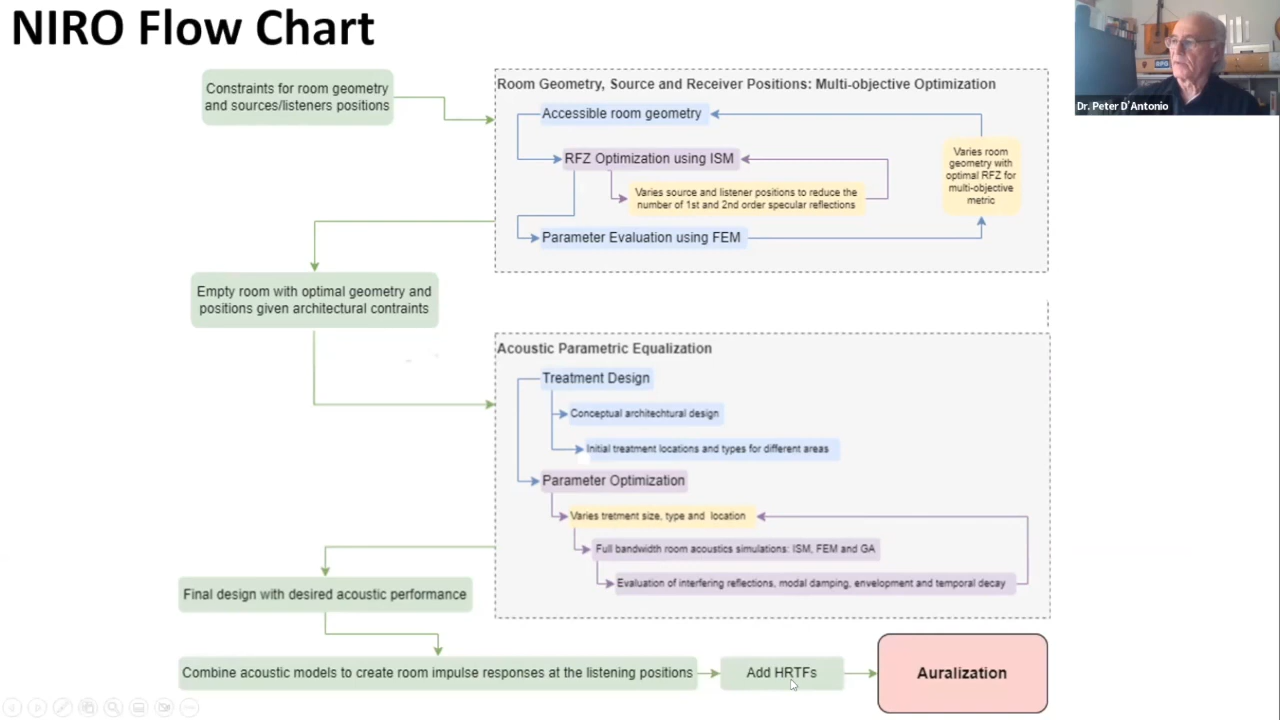 NIRO Flow Chart
Constraints for room geometry
and sources/listeners positions
Room Geometry, Source and Receiver Positions: Multi-objective Optimization
Accessible room geometry
RFZ Optimization using ISM
Varies source and listener positions to reduce the
number of 1st and 2nd order specular reflections
Parameter Evaluation using FEM
Varies room
geometry with
optimal RFZ for
multi-objective
metric
Dr. Peter D'Antonio
Empty room with optimal geometry and
positions given architectural contraints
Acoustic Parametric Equalization
Treatment Design
Conceptual architechtural design
Initial treatment locations and types for different areas
Parameter Optimization
Varies tretment size, type and location
Full bandwidth room acoustics simulations: ISM, FEM and GA
Evaluation of interfering reflections, modal damping, envelopment and temporal decay
Final design with desired acoustic performance
Combine acoustic models to create room impulse responses at the listening positions
Add HRTFs
Auralization